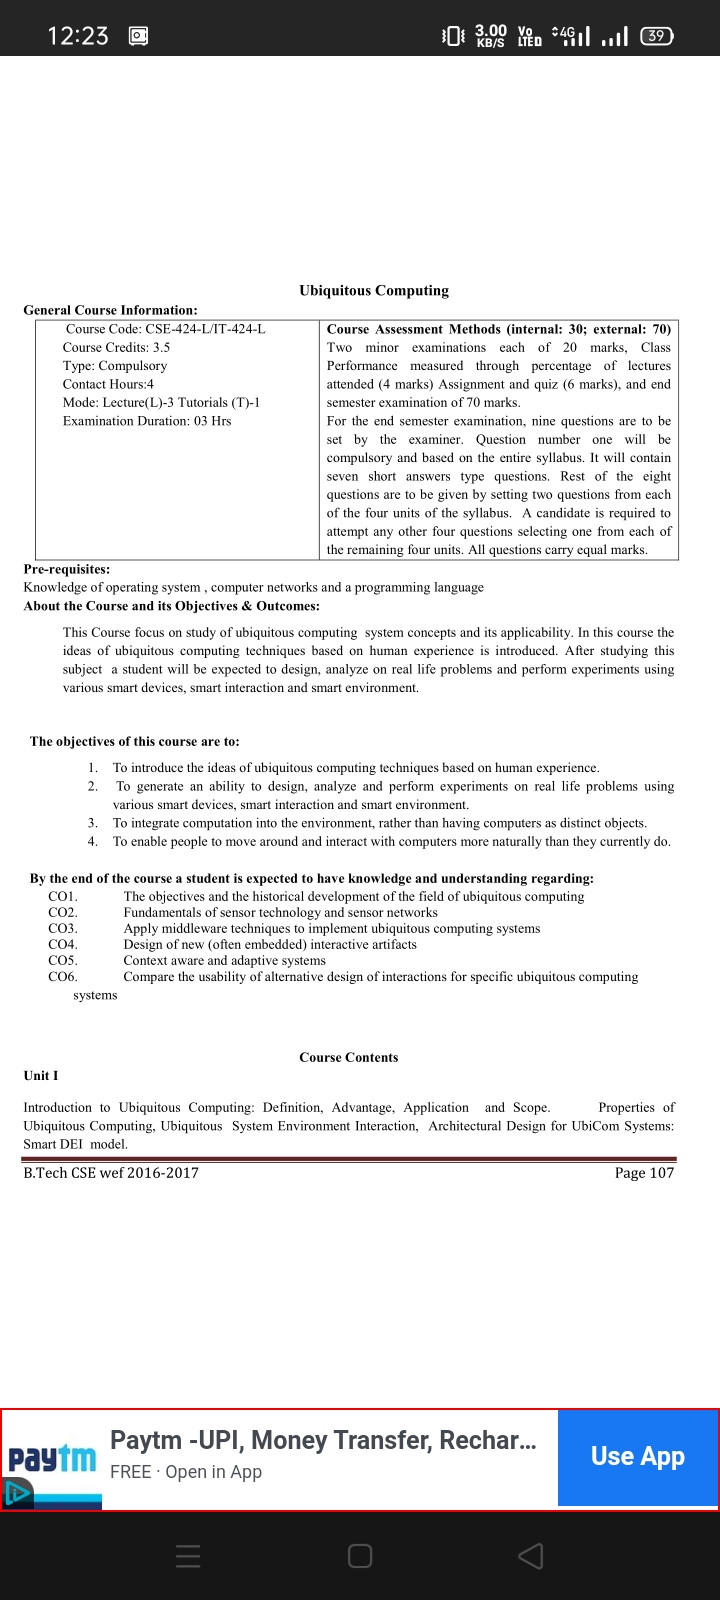 12:23
3.00 KB/S Vo LTED 4G 39
Ubiquitous Computing
General Course Information:
Course Code: CSE-424-L/IT-424-L
Course Credits: 3.5
Type: Compulsory
Contact Hours:4
Mode: Lecture(L)-3 Tutorials (T)-1
Examination Duration: 03 Hrs
Course Assessment Methods (internal: 30; external: 70)
Two minor examinations each of 20 marks, Class
Performance measured through percentage of lectures
attended (4 marks) Assignment and quiz (6 marks), and end
semester examination of 70 marks.
For the end semester examination, nine questions are to be
set by the examiner. Question number one will be
compulsory and based on the entire syllabus. It will contain
seven short answers type questions. Rest of the eight
questions are to be given by setting two questions from each
of the four units of the syllabus. A candidate is required to
attempt any other four questions selecting one from each of
the remaining four units. All questions carry equal marks.
Pre-requisites:
Knowledge of operating system , computer networks and a programming language
About the Course and its Objectives & Outcomes:
This Course focus on study of ubiquitous computing system concepts and its applicability. In this course the
ideas of ubiquitous computing techniques based on human experience is introduced. After studying this
subject a student will be expected to design, analyze on real life problems and perform experiments using
various smart devices, smart interaction and smart environment.
The objectives of this course are to:
1. To introduce the ideas of ubiquitous computing techniques based on human experience.
2. To generate an ability to design, analyze and perform experiments on real life problems using
various smart devices, smart interaction and smart environment.
3. To integrate computation into the environment, rather than having computers as distinct objects.
4. To enable people to move around and interact with computers more naturally than they currently do.
By the end of the course a student is expected to have knowledge and understanding regarding:
CO1. The objectives and the historical development of the field of ubiquitous computing
CO2. Fundamentals of sensor technology and sensor networks
CO3. Apply middleware techniques to implement ubiquitous computing systems
CO4. Design of new (often embedded) interactive artifacts
CO5. Context aware and adaptive systems
CO6. Compare the usability of alternative design of interactions for specific ubiquitous computing
systems
Course Contents
Unit I
Introduction to Ubiquitous Computing: Definition, Advantage, Application and Scope. Properties of
Ubiquitous Computing, Ubiquitous System Environment Interaction, Architectural Design for UbiCom Systems:
Smart DEI model.
B.Tech CSE wef 2016-2017 Page 107
paytm
Paytm -UPI, Money Transfer, Rechar...
FREE · Open in App
Use App